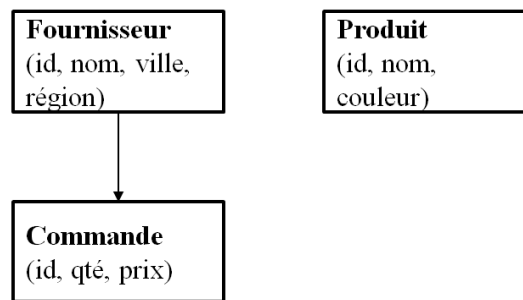 Fournisseur
(id, nom, ville,
région)
Produit
(id, nom,
couleur)
Commande
(id, qté, prix)